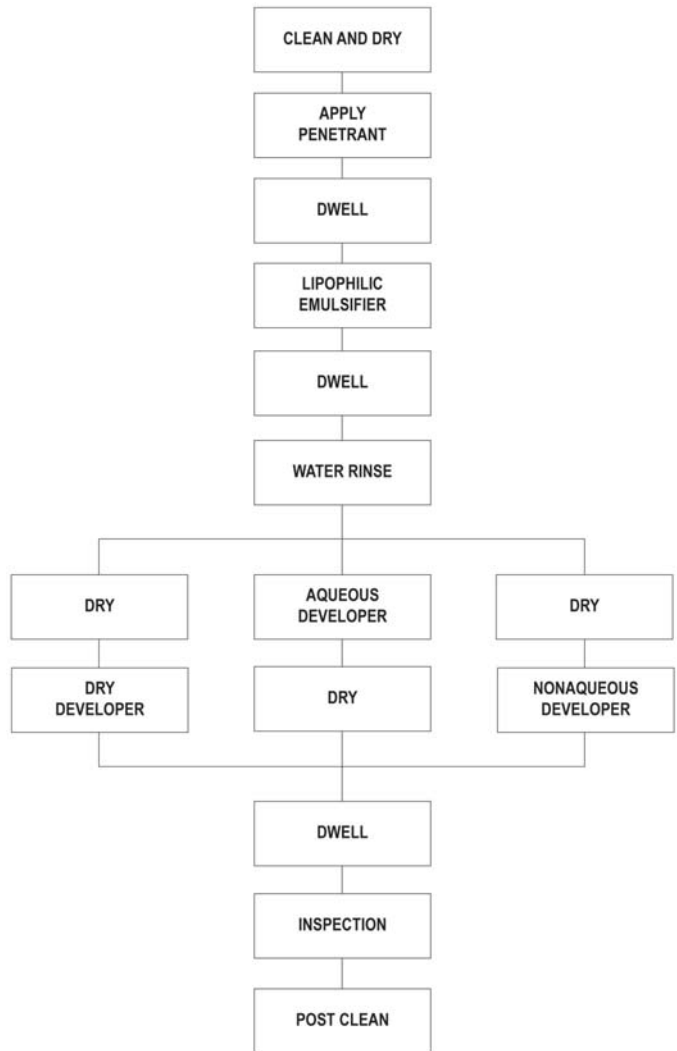 CLEAN AND DRY
APPLY
PENETRANT
DWELL
LIPOPHILIC
EMULSIFIER
DWELL
WATER RINSE
DRY
AQUEOUS
DEVELOPER
DRY
DRY
DEVELOPER
DRY
NONAQUEOUS
DEVELOPER
DWELL
INSPECTION
POST CLEAN